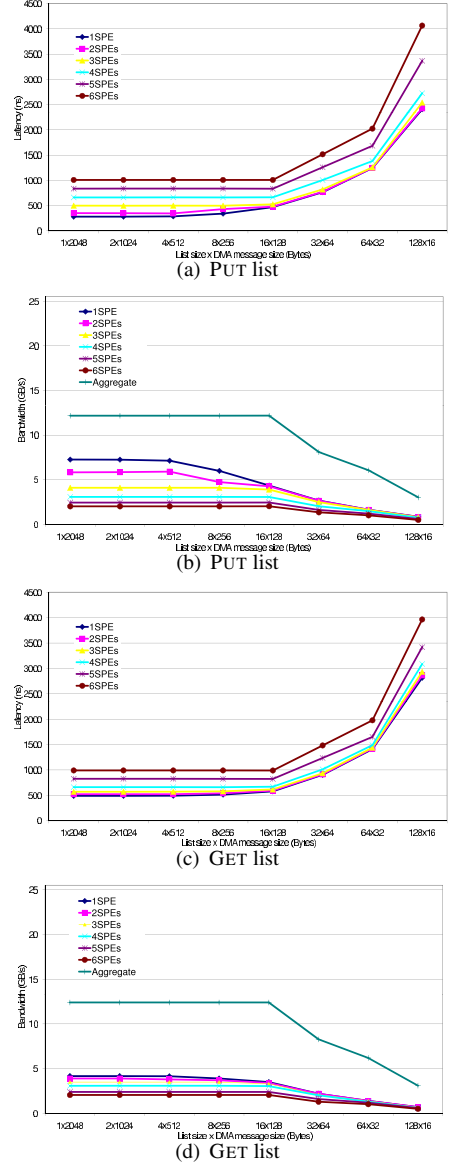 4500
4000
3500
3000
2500
2000
1500
1000
500
0
Latency (ns)
1SPE
2SPEs
3SPEs
4SPEs
5SPEs
6SPEs
1x2048 2x1024 4x512 8x256 16x128 32x64 64x32 128x16
List size x DMA message size (Bytes)
(a) PUT list
25
20
15
10
5
0
Bandwidth (GB/s)
1SPE
2SPEs
3SPEs
4SPEs
5SPEs
6SPEs
Aggregate
1x2048 2x1024 4x512 8x256 16x128 32x64 64x32 128x16
List size x DMA message size (Bytes)
(b) PUT list
4500
4000
3500
3000
2500
2000
1500
1000
500
0
Latency (ns)
1SPE
2SPEs
3SPEs
4SPEs
5SPEs
6SPEs
1x2048 2x1024 4x512 8x256 16x128 32x64 64x32 128x16
List size x DMA message size (Bytes)
(c) GET list
25
20
15
10
5
0
Bandwidth (GB/s)
1SPE
2SPEs
3SPEs
4SPEs
5SPEs
6SPEs
Aggregate
1x2048 2x1024 4x512 8x256 16x128 32x64 64x32 128x16
List size x DMA message size (Bytes)
(d) GET list